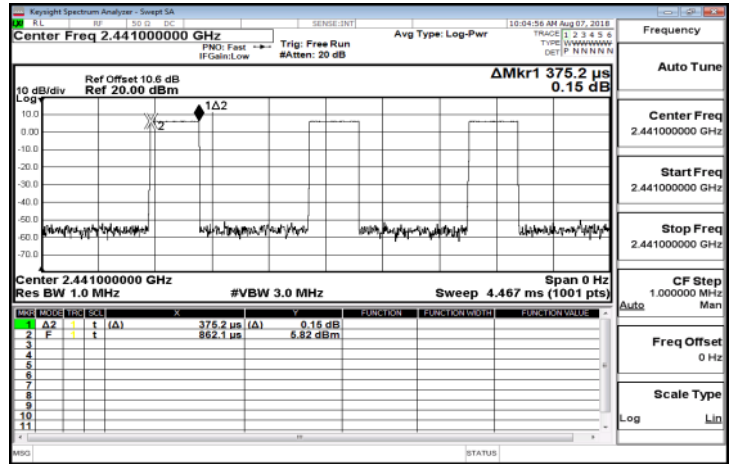 Keysight Spectrum Analyzer - Swept SA
RL RF 50 Ω DC SENSE:INT 10:04:56 AM Aug 07, 2018
Center Freq 2.441000000 GHz
PNO: Fast
IFGain:Low
Trig: Free Run
#Atten: 20 dB
Avg Type: Log-Pwr
TRACE 1 2 3 4 5 6
TYPE WWWWWW
DET P N N N N N
Ref Offset 10.6 dB
10 dB/div Ref 20.00 dBm
Log
ΔMkr1 375.2 µs
0.15 dB
10.0
0.00
-10.0
-20.0
-30.0
-40.0
-50.0
-60.0
-70.0
1Δ2
2
Center 2.441000000 GHz Span 0 Hz
Res BW 1.0 MHz #VBW 3.0 MHz Sweep 4.467 ms (1001 pts)
MKR MODE TRC SCL X Y FUNCTION FUNCTION WIDTH FUNCTION VALUE
1 Δ2 1 t (Δ) 375.2 µs (Δ) 0.15 dB
2 F 1 t 862.1 µs 5.82 dBm
3
4
5
6
7
8
9
10
11
MSG STATUS
Frequency
Auto Tune
Center Freq
2.441000000 GHz
Start Freq
2.441000000 GHz
Stop Freq
2.441000000 GHz
CF Step
1.000000 MHz
Auto Man
Freq Offset
0 Hz
Scale Type
Log Lin